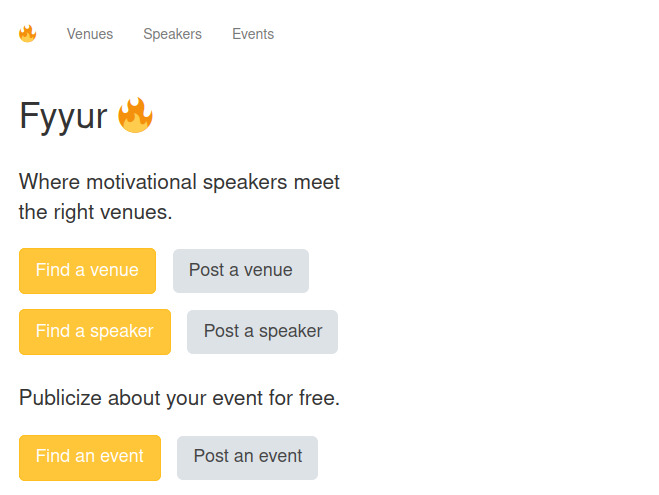 Venues Speakers Events
Fyyur 🔥
Where motivational speakers meet
the right venues.
Find a venue Post a venue
Find a speaker Post a speaker
Publicize about your event for free.
Find an event Post an event